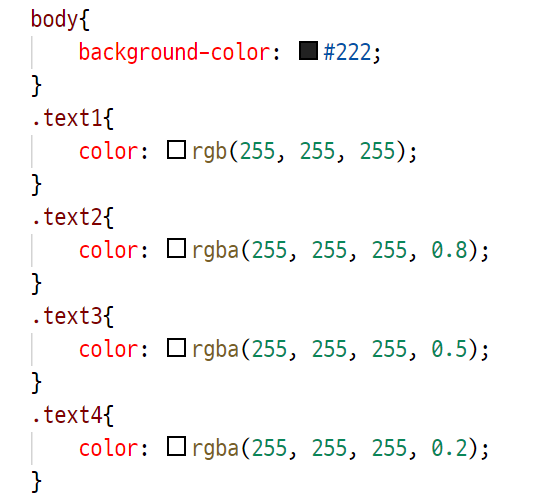 body{
background-color: #222;
}
.text1{
color: rgb(255, 255, 255);
}
.text2{
color: rgba(255, 255, 255, 0.8);
}
.text3{
color: rgba(255, 255, 255, 0.5);
}
.text4{
color: rgba(255, 255, 255, 0.2);
}